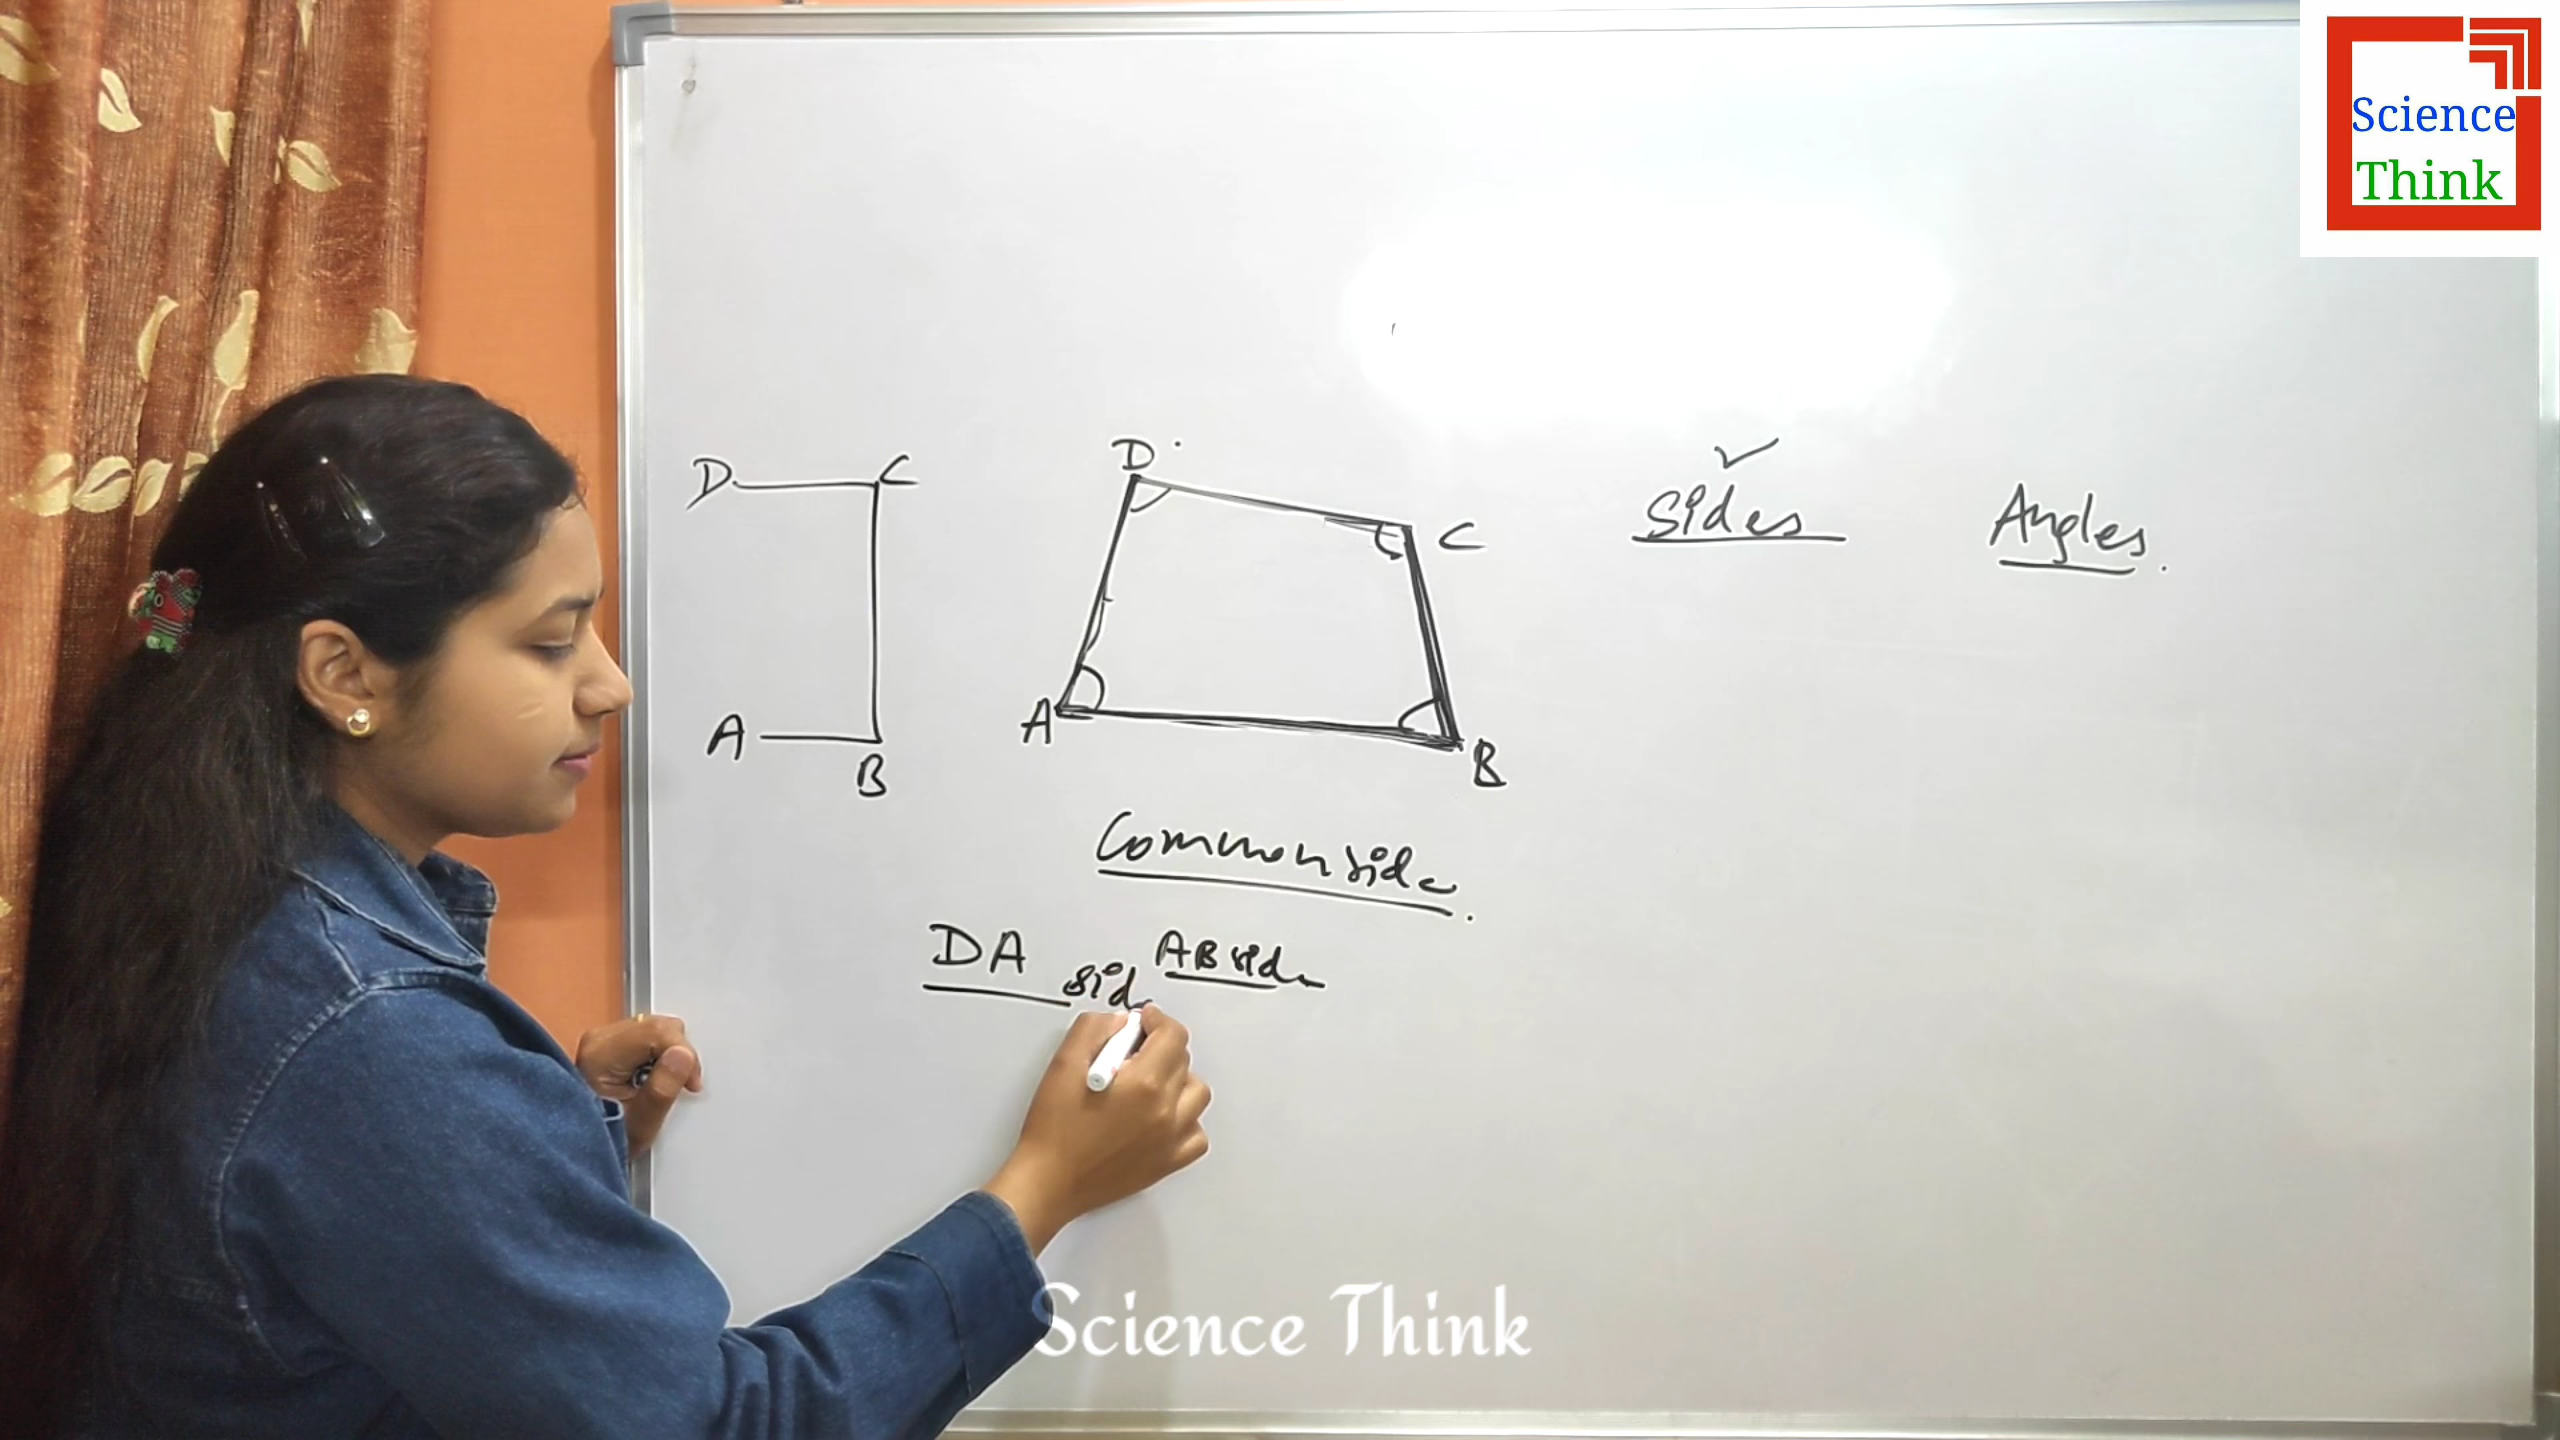 Science
Think
D C
A B
D C
A B
Sides Angles.
Common side.
DA side AB side
Science Think